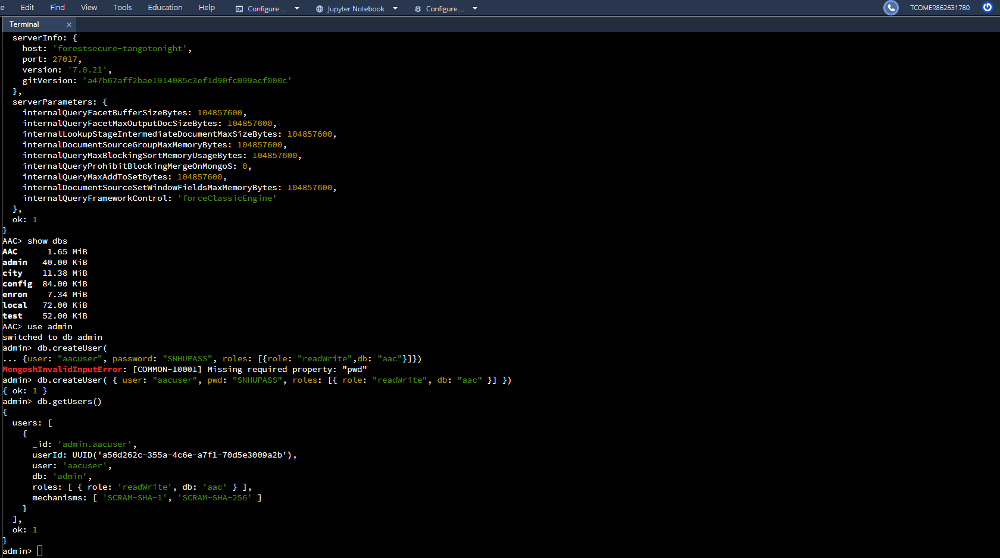 e Edit Find View Tools Education Help Configure.... Jupyter Notebook Configure.... TCOMER862631780
Terminal ×
serverInfo: {
host: 'forestsecure-tangotonight',
port: 27017,
version: '7.0.21',
gitVersion: 'a47b62aff2bae1914085c3ef1d90fc099acf000c'
},
serverParameters: {
internalQueryFacetBufferSizeBytes: 104857600,
internalQueryFacetMaxOutputDocSizeBytes: 104857600,
internalLookupStageIntermediateDocumentMaxSizeBytes: 104857600,
internalDocumentSourceGroupMaxMemoryBytes: 104857600,
internalQueryMaxBlockingSortMemoryUsageBytes: 104857600,
internalQueryProhibitBlockingMergeOnMongoS: 0,
internalQueryMaxAddToSetBytes: 104857600,
internalDocumentSourceSetWindowFieldsMaxMemoryBytes: 104857600,
internalQueryFrameworkControl: 'forceClassicEngine'
},
ok: 1
}
AAC> show dbs
AAC 1.65 MiB
admin 40.00 KiB
city 11.38 MiB
config 84.00 KiB
enron 7.34 MiB
local 72.00 KiB
test 52.00 KiB
AAC> use admin
switched to db admin
admin> db.createUser(
... {user: "aacuser", password: "SNHUPASS", roles: [{role: "readWrite",db: "aac"}]})
MongoshInvalidInputError: [COMMON-10001] Missing required property: "pwd"
admin> db.createUser( { user: "aacuser", pwd: "SNHUPASS", roles: [{ role: "readWrite", db: "aac" }] })
{ ok: 1 }
admin> db.getUsers()
{
users: [
{
_id: 'admin.aacuser',
userId: UUID('a56d262c-355a-4c6e-a7f1-70d5e3009a2b'),
user: 'aacuser',
db: 'admin',
roles: [ { role: 'readWrite', db: 'aac' } ],
mechanisms: [ 'SCRAM-SHA-1', 'SCRAM-SHA-256' ]
}
],
ok: 1
}
admin>